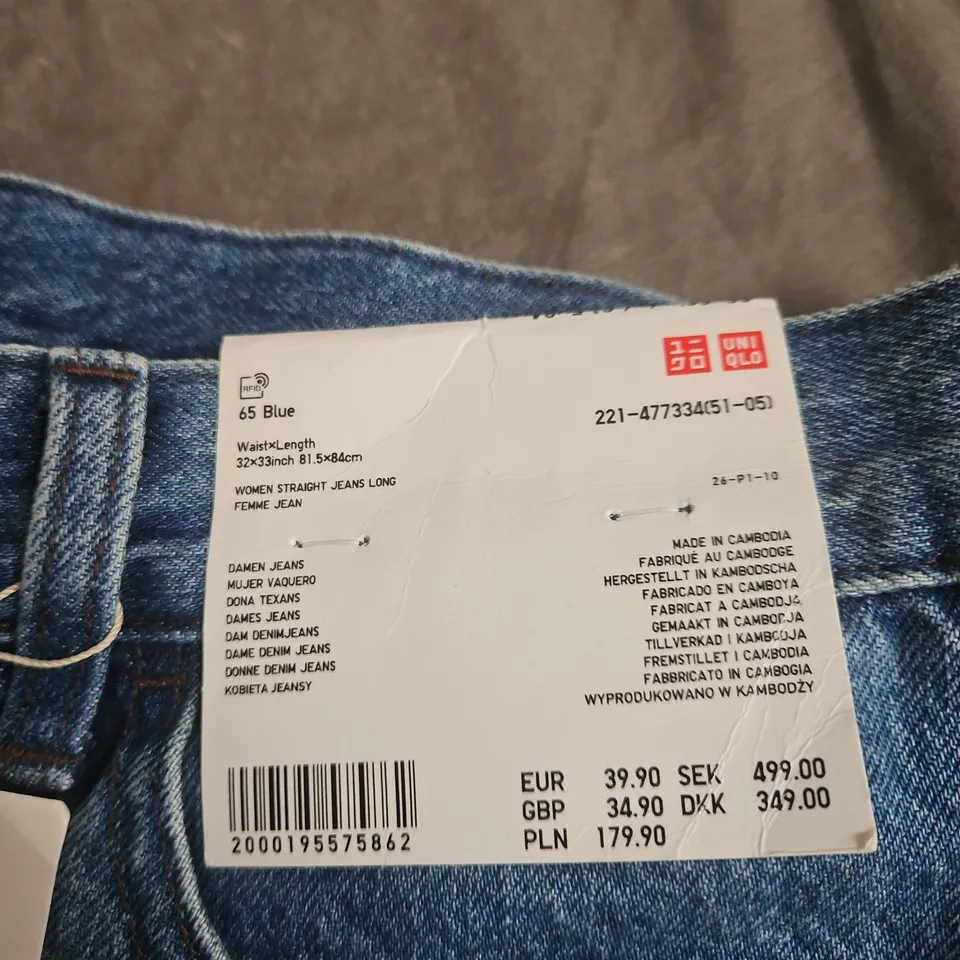 ユニ
クロ
UNI
QLO
RFID
65 Blue
221-477334(51-05)
Waist×Length
32×33inch 81.5×84cm
WOMEN STRAIGHT JEANS LONG
FEMME JEAN
26-P1-10
DAMEN JEANS
MUJER VAQUERO
DONA TEXANS
DAMES JEANS
DAM DENIMJEANS
DAME DENIM JEANS
DONNE DENIM JEANS
KOBIETA JEANSY
MADE IN CAMBODIA
FABRIQUÉ AU CAMBODGE
HERGESTELLT IN KAMBODSCHA
FABRICADO EN CAMBOYA
FABRICAT A CAMBODJA
GEMAAKT IN CAMBODJA
TILLVERKAD I KAMBODJA
FREMSTILLET I CAMBODIA
FABBRICATO IN CAMBOGIA
WYPRODUKOWANO W KAMBODŻY
2000195575862
EUR 39.90 SEK 499.00
GBP 34.90 DKK 349.00
PLN 179.90